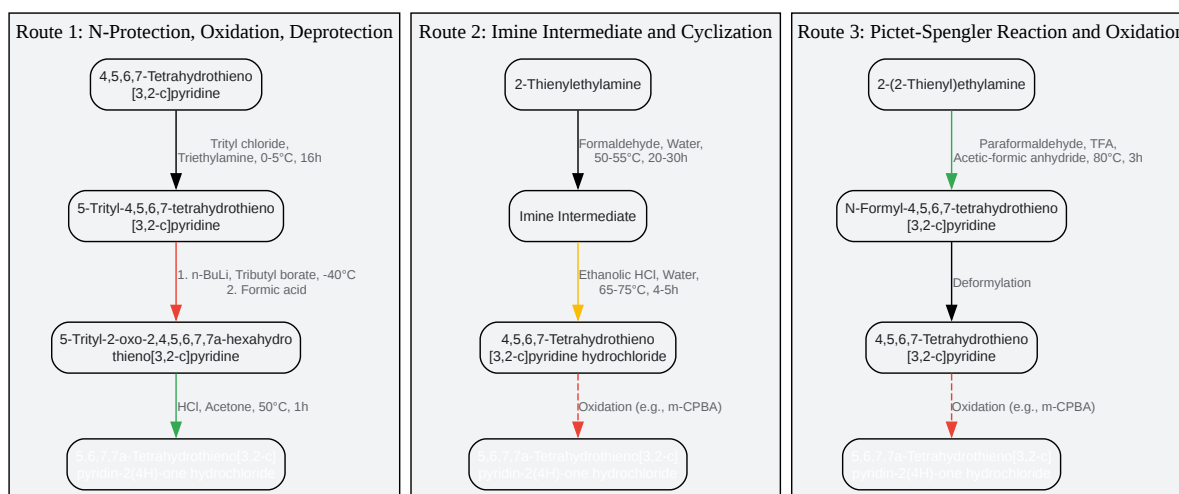 Route 1: N-Protection, Oxidation, Deprotection
4,5,6,7-Tetrahydrothieno
[3,2-c]pyridine
Trityl chloride,
Triethylamine, 0-5°C, 16h
5-Trityl-4,5,6,7-tetrahydrothieno
[3,2-c]pyridine
1. n-BuLi, Tributyl borate, -40°C
2. Formic acid
5-Trityl-2-oxo-2,4,5,6,7,7a-hexahydro
thieno[3,2-c]pyridine
HCl, Acetone, 50°C, 1h
5,6,7,7a-Tetrahydrothieno[3,2-c]
pyridin-2(4H)-one hydrochloride
Route 2: Imine Intermediate and Cyclization
2-Thienylethylamine
Formaldehyde, Water,
50-55°C, 20-30h
Imine Intermediate
Ethanolic HCl, Water,
65-75°C, 4-5h
4,5,6,7-Tetrahydrothieno
[3,2-c]pyridine hydrochloride
Oxidation (e.g., m-CPBA)
5,6,7,7a-Tetrahydrothieno[3,2-c]
pyridin-2(4H)-one hydrochloride
Route 3: Pictet-Spengler Reaction and Oxidation
2-(2-Thienyl)ethylamine
Paraformaldehyde, TFA,
Acetic-formic anhydride, 80°C, 3h
N-Formyl-4,5,6,7-tetrahydrothieno
[3,2-c]pyridine
Deformylation
4,5,6,7-Tetrahydrothieno
[3,2-c]pyridine
Oxidation (e.g., m-CPBA)
5,6,7,7a-Tetrahydrothieno[3,2-c]
pyridin-2(4H)-one hydrochloride